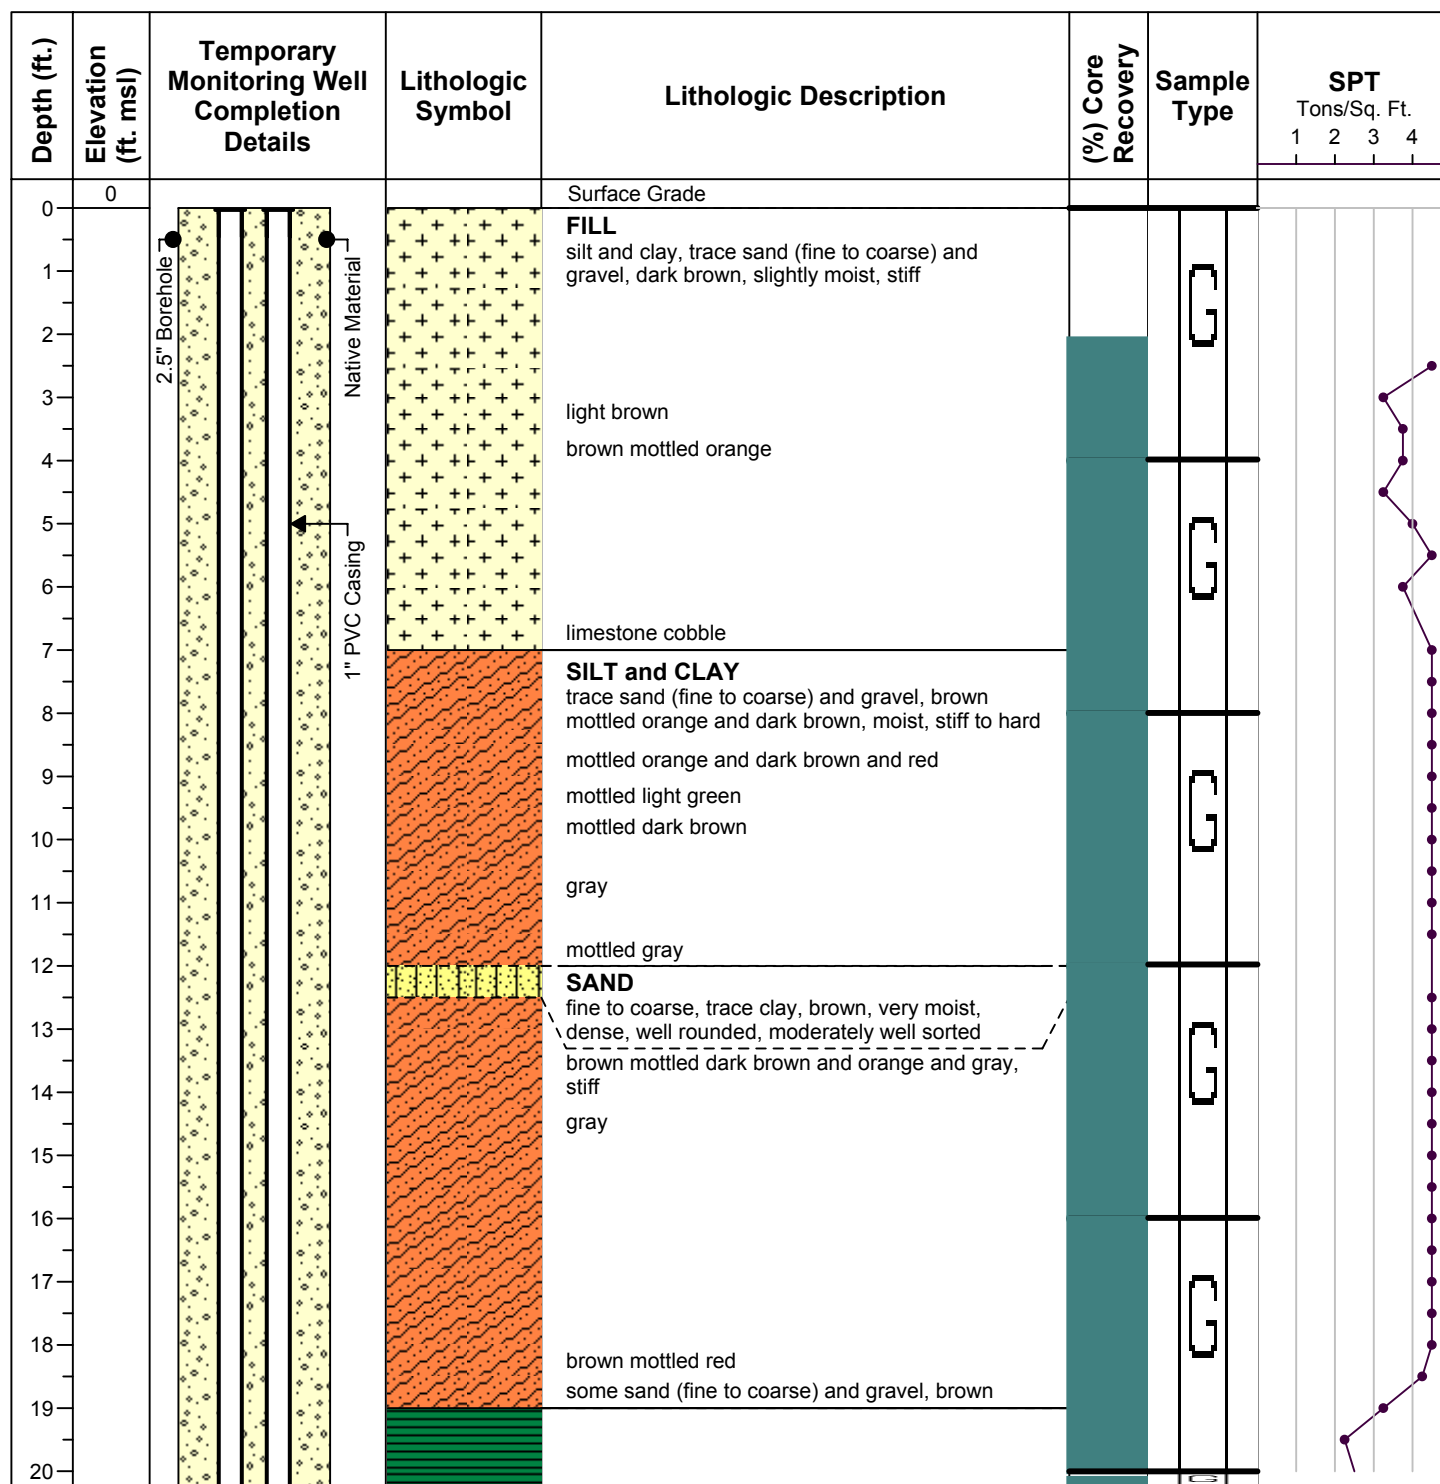 Depth (ft.)
Elevation
(ft. msl)
Temporary
Monitoring Well
Completion
Details
Lithologic
Symbol
Lithologic Description
(%) Core
Recovery
Sample
Type
SPT
Tons/Sq. Ft.
1 2 3 4
0
Surface Grade
0
FILL
silt and clay, trace sand (fine to coarse) and
gravel, dark brown, slightly moist, stiff
1
2.5" Borehole
Native Material
G
2
3
light brown
brown mottled orange
4
5
1" PVC Casing
G
6
limestone cobble
7
SILT and CLAY
trace sand (fine to coarse) and gravel, brown
mottled orange and dark brown, moist, stiff to hard
8
mottled orange and dark brown and red
9
mottled light green
G
mottled dark brown
10
gray
11
mottled gray
12
SAND
fine to coarse, trace clay, brown, very moist,
dense, well rounded, moderately well sorted
13
brown mottled dark brown and orange and gray,
stiff
G
14
gray
15
16
17
G
18
brown mottled red
some sand (fine to coarse) and gravel, brown
19
20